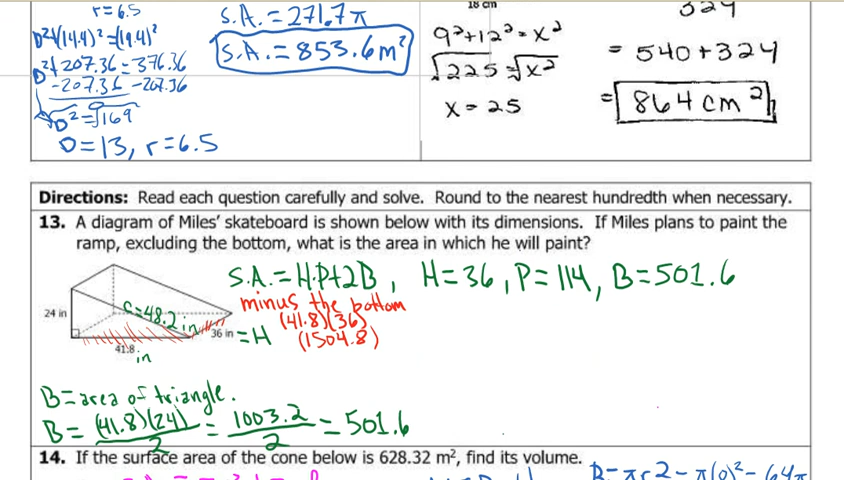 r=6.5
D²+(14.4)²=(19.4)²
D²+207.36=376.36
-207.36 -207.36
√D²=√169
D=13, r=6.5
S.A.=271.7π
S.A.=853.6m²
18 cm
9²+12²=x²
√225=√x²
x=25
324
=540+324
=864cm²
Directions: Read each question carefully and solve. Round to the nearest hundredth when necessary.
13. A diagram of Miles' skateboard is shown below with its dimensions. If Miles plans to paint the
ramp, excluding the bottom, what is the area in which he will paint?
S.A.=H·P+2B, H=36, P=114, B=501.6
minus the bottom
(41.8)(36)
(1504.8)
24 in
c=48.2 in
36 in =H
41.8 in
B=area of triangle.
B=(41.8)(24)/2=1003.2/2=501.6
14. If the surface area of the cone below is 628.32 m², find its volume.